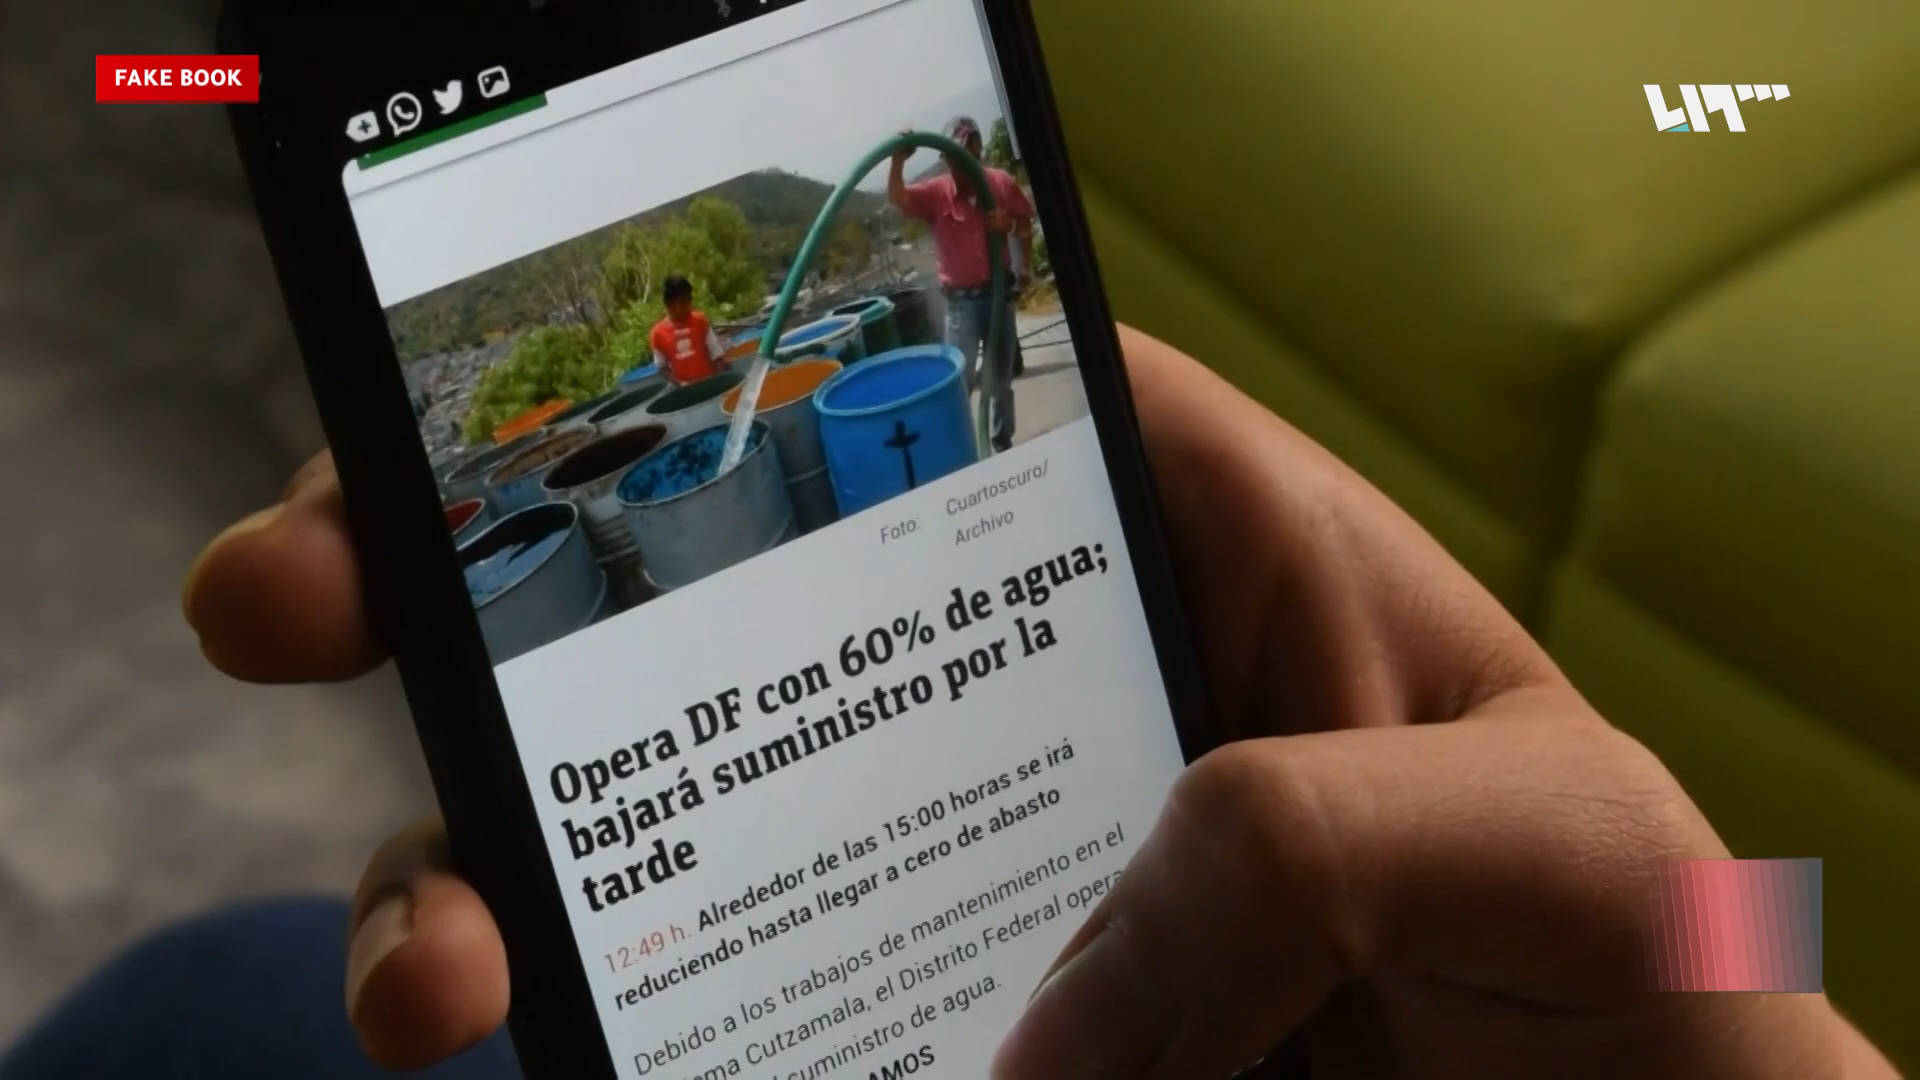 FAKE BOOK
LIT
Foto: Cuartoscuro/
Archivo
Opera DF con 60% de agua;
bajará suministro por la
tarde
12:49 h. Alrededor de las 15:00 horas se irá
reduciendo hasta llegar a cero de abasto
Debido a los trabajos de mantenimiento en el
Cutzamala, el Distrito Federal opera
suministro de agua.